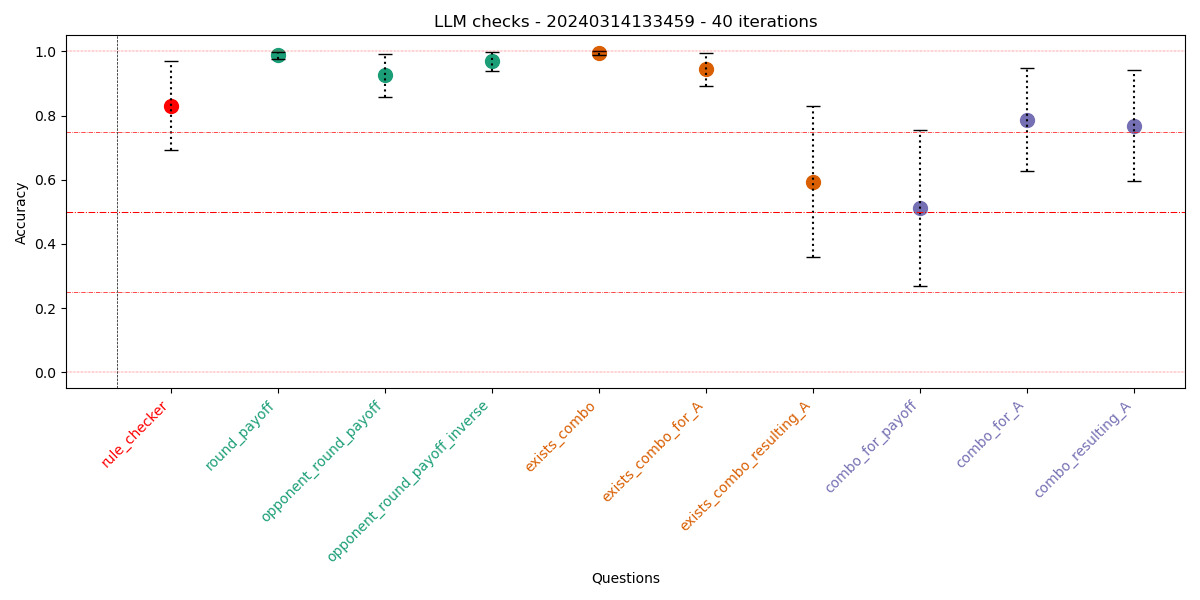 LLM checks - 20240314133459 - 40 iterations
Accuracy
1.0
0.8
0.6
0.4
0.2
0.0
rule_checker
round_payoff
opponent_round_payoff
opponent_round_payoff_inverse
exists_combo
exists_combo_for_A
exists_combo_resulting_A
combo_for_payoff
combo_for_A
combo_resulting_A
Questions